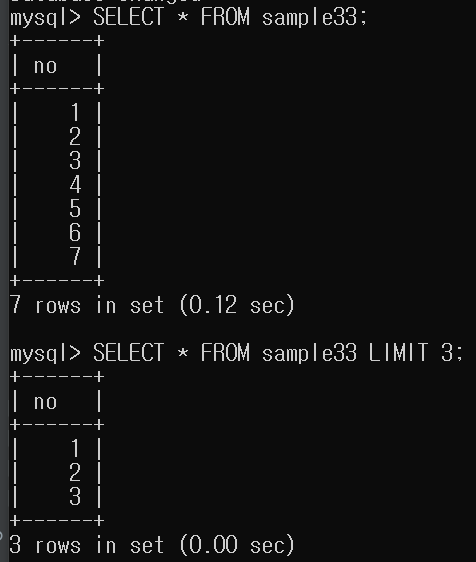 mysql> SELECT * FROM sample33;
+------+
| no   |
+------+
|    1 |
|    2 |
|    3 |
|    4 |
|    5 |
|    6 |
|    7 |
+------+
7 rows in set (0.12 sec)
mysql> SELECT * FROM sample33 LIMIT 3;
+------+
| no   |
+------+
|    1 |
|    2 |
|    3 |
+------+
3 rows in set (0.00 sec)